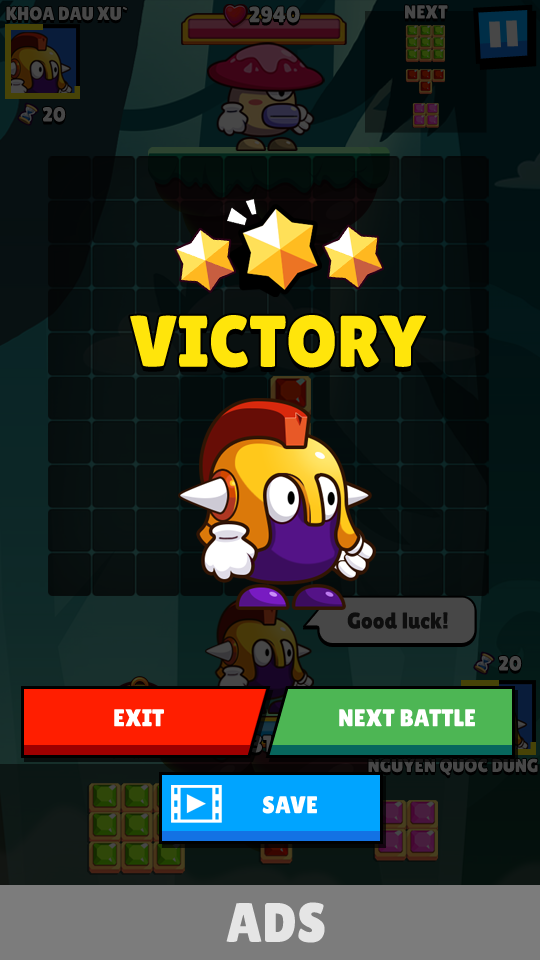 KHOA DAU XU`
2940
NEXT
20
VICTORY
Good luck!
20
EXIT
NEXT BATTLE
NGUYEN QUOC DUNG
SAVE
ADS